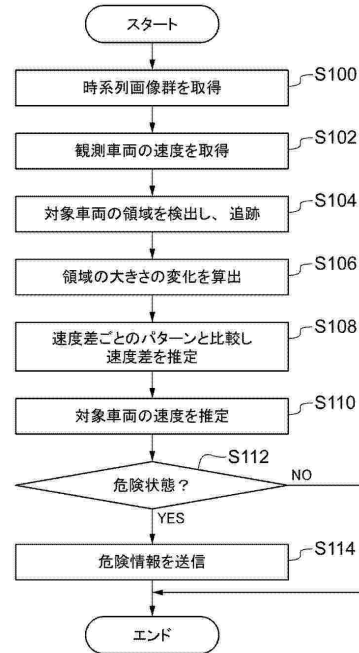 スタート
時系列画像群を取得
S100
観測車両の速度を取得
S102
対象車両の領域を検出し、追跡
S104
領域の大きさの変化を算出
S106
速度差ごとのパターンと比較し
速度差を推定
S108
対象車両の速度を推定
S110
危険状態？
S112
NO
YES
危険情報を送信
S114
エンド